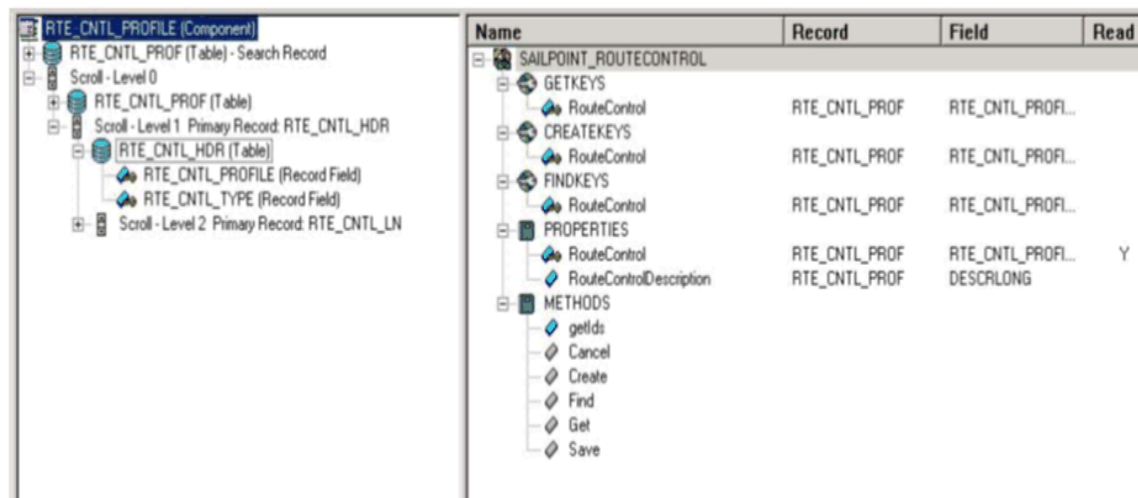 RTE_CNTL_PROFILE (Component)
RTE_CNTL_PROF (Table) - Search Record
Scroll - Level 0
RTE_CNTL_PROF (Table)
Scroll - Level 1 Primary Record: RTE_CNTL_HDR
RTE_CNTL_HDR (Table)
RTE_CNTL_PROFILE (Record Field)
RTE_CNTL_TYPE (Record Field)
Scroll - Level 2 Primary Record: RTE_CNTL_LN
Name Record Field Read
SAILPOINT_ROUTECONTROL
GETKEYS
RouteControl RTE_CNTL_PROF RTE_CNTL_PROFI...
CREATEKEYS
RouteControl RTE_CNTL_PROF RTE_CNTL_PROFI...
FINDKEYS
RouteControl RTE_CNTL_PROF RTE_CNTL_PROFI...
PROPERTIES
RouteControl RTE_CNTL_PROF RTE_CNTL_PROFI... Y
RouteControlDescription RTE_CNTL_PROF DESCRLONG
METHODS
getIds
Cancel
Create
Find
Get
Save